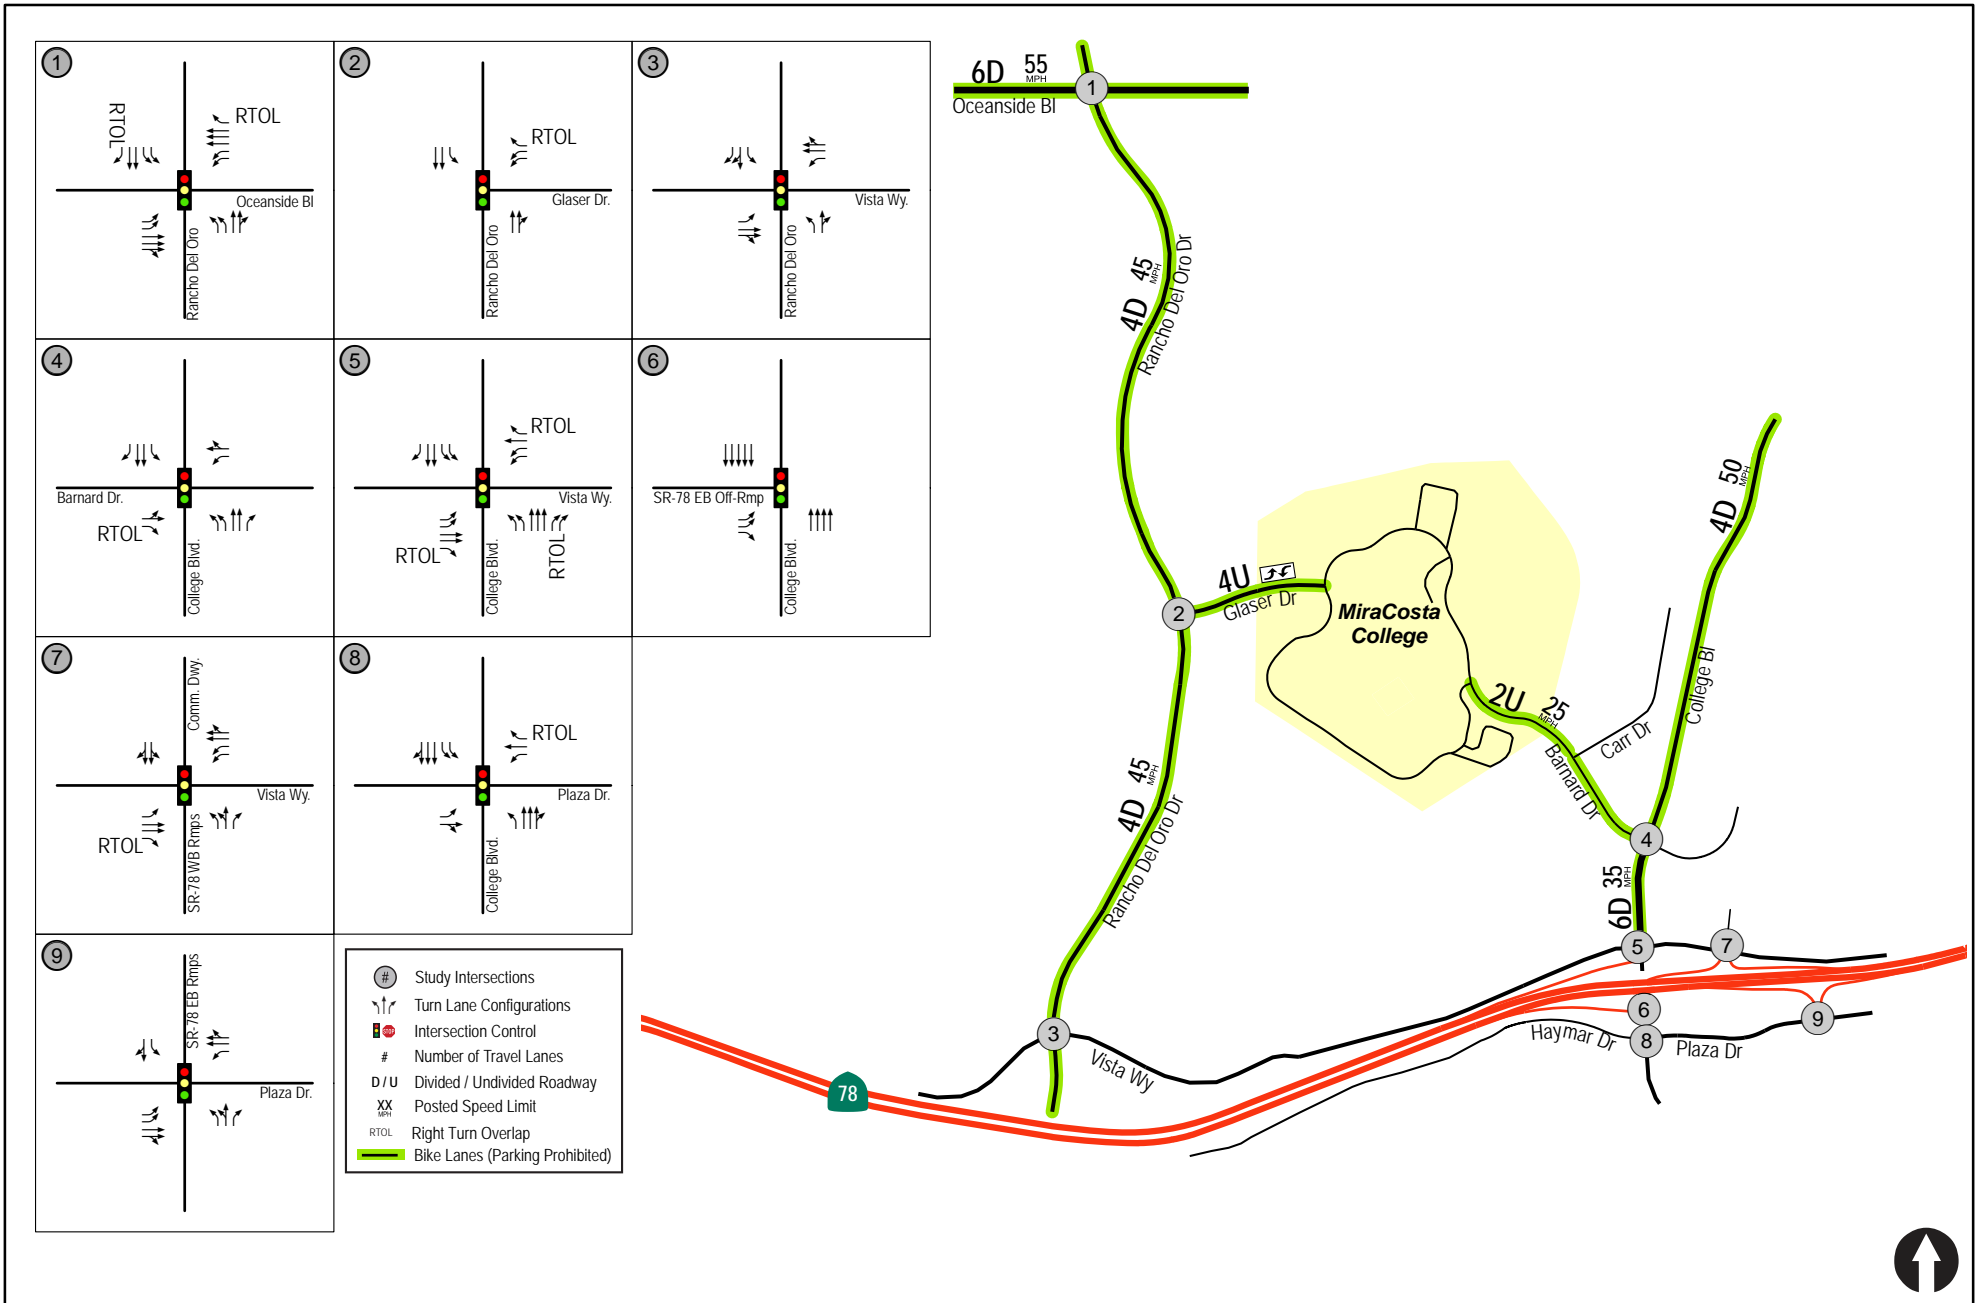 1
RTOL
RTOL
Oceanside Bl
Rancho Del Oro
2
RTOL
Glaser Dr.
Rancho Del Oro
3
Vista Wy.
Rancho Del Oro
4
Barnard Dr.
RTOL
College Blvd.
5
RTOL
Vista Wy.
RTOL
RTOL
College Blvd.
6
SR-78 EB Off-Rmp
College Blvd.
7
Comm. Dwy.
Vista Wy.
RTOL
SR-78 WB Rmps
8
RTOL
Plaza Dr.
College Blvd.
9
SR-78 EB Rmps
Plaza Dr.
# Study Intersections
Turn Lane Configurations
STOP Intersection Control
# Number of Travel Lanes
D / U Divided / Undivided Roadway
XX MPH Posted Speed Limit
RTOL Right Turn Overlap
Bike Lanes (Parking Prohibited)
6D 55 MPH
Oceanside Bl
1
4D 45 MPH
Rancho Del Oro Dr
2
4U
Glaser Dr
MiraCosta
College
4D 50 MPH
College Bl
2U 25 MPH
Barnard Dr
Carr Dr
4
4D 45 MPH
Rancho Del Oro Dr
6D 35 MPH
5
7
3
Vista Wy
6
9
Haymar Dr
8
Plaza Dr
78